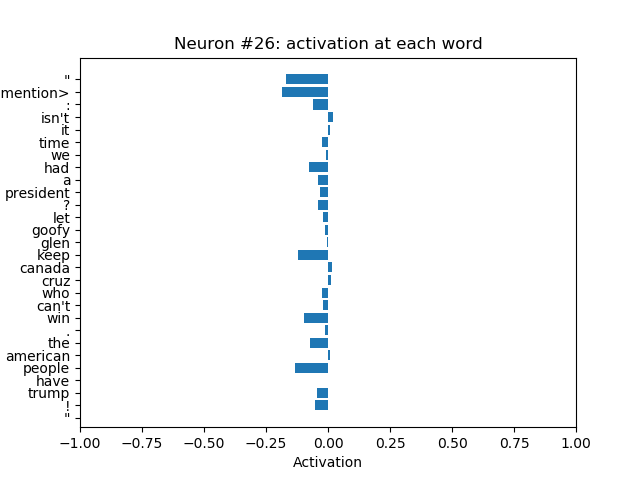 Neuron #26: activation at each word
"
mention>
:
isn't
it
time
we
had
a
president
?
let
goofy
glen
keep
canada
cruz
who
can't
win
.
the
american
people
have
trump
!
"
−1.00 −0.75 −0.50 −0.25 0.00 0.25 0.50 0.75 1.00
Activation